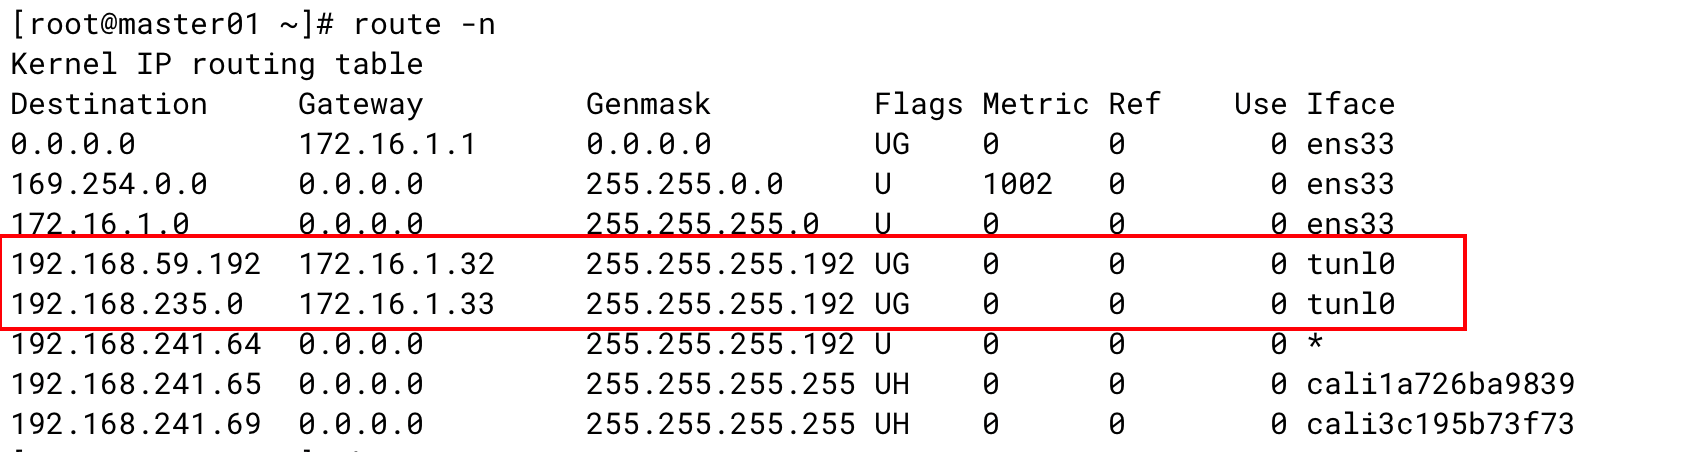 [root@master01 ~]# route -n
Kernel IP routing table
Destination     Gateway         Genmask         Flags Metric Ref    Use Iface
0.0.0.0         172.16.1.1      0.0.0.0         UG    0      0        0 ens33
169.254.0.0     0.0.0.0         255.255.0.0     U     1002   0        0 ens33
172.16.1.0      0.0.0.0         255.255.255.0   U     0      0        0 ens33
192.168.59.192  172.16.1.32     255.255.255.192 UG    0      0        0 tunl0
192.168.235.0   172.16.1.33     255.255.255.192 UG    0      0        0 tunl0
192.168.241.64  0.0.0.0         255.255.255.192 U     0      0        0 *
192.168.241.65  0.0.0.0         255.255.255.255 UH    0      0        0 cali1a726ba9839
192.168.241.69  0.0.0.0         255.255.255.255 UH    0      0        0 cali3c195b73f73